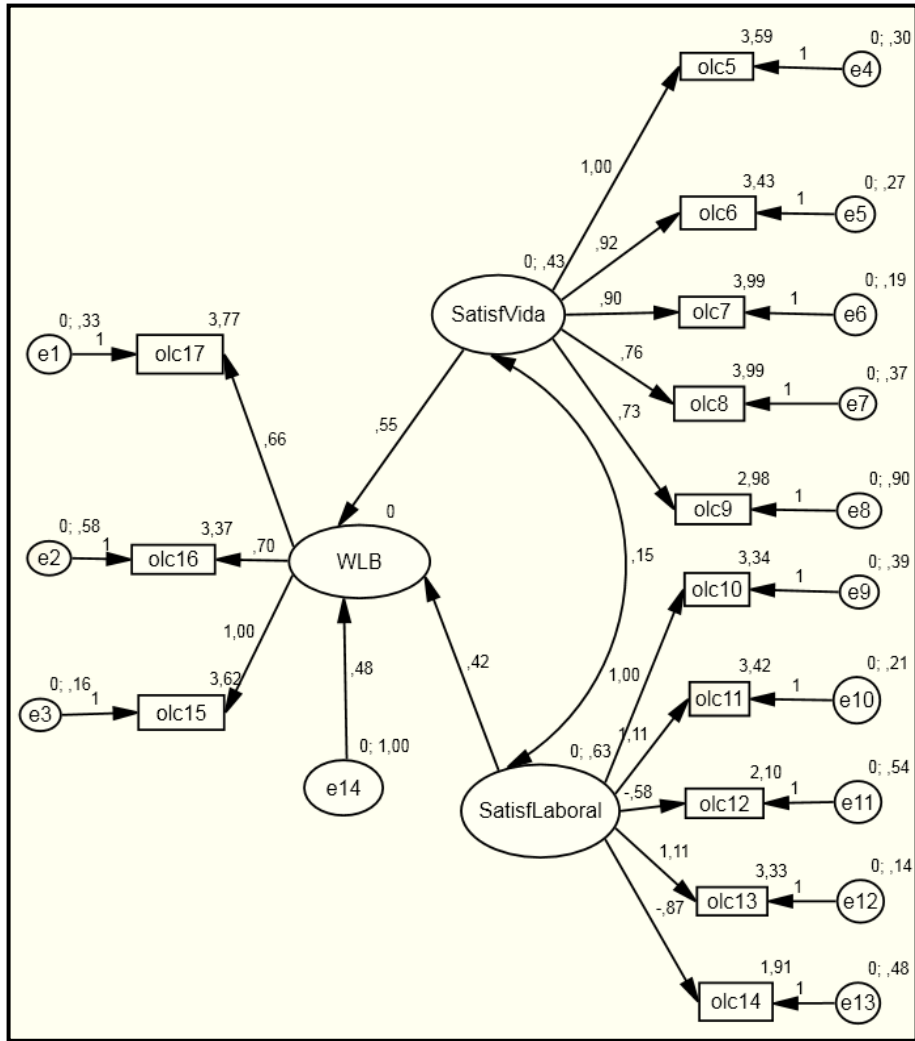 3,59
0; ,30
olc5
1
e4
1,00
3,43
0; ,27
olc6
1
e5
,92
0; ,43
SatisfVida
3,99
0; ,19
,90
olc7
1
e6
3,99
0; ,37
,76
olc8
1
e7
,73
2,98
0; ,90
olc9
1
e8
0; ,33
3,77
e1
1
olc17
,66
,55
0; ,58
3,37
e2
1
olc16
,70
0
WLB
,15
3,34
0; ,39
olc10
1
e9
1,00
1,00
0; ,16
3,62
e3
1
olc15
,48
,42
0; 1,00
e14
3,42
0; ,21
olc11
1
e10
1,11
0; ,63
SatisfLaboral
2,10
0; ,54
-,58
olc12
1
e11
1,11
3,33
0; ,14
olc13
1
e12
-,87
1,91
0; ,48
olc14
1
e13